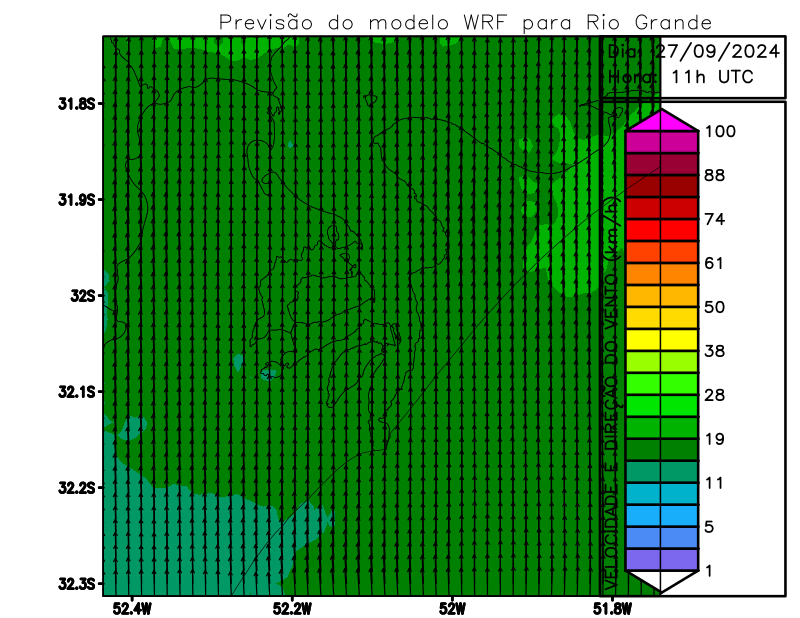 Previsão do modelo WRF para Rio Grande
Dia: 27/09/2024
Hora: 11h UTC
31.8S
31.9S
32S
32.1S
32.2S
32.3S
52.4W
52.2W
52W
51.8W
VELOCIDADE E DIREÇÃO DO VENTO (km/h)
100
88
74
61
50
38
28
19
11
5
1